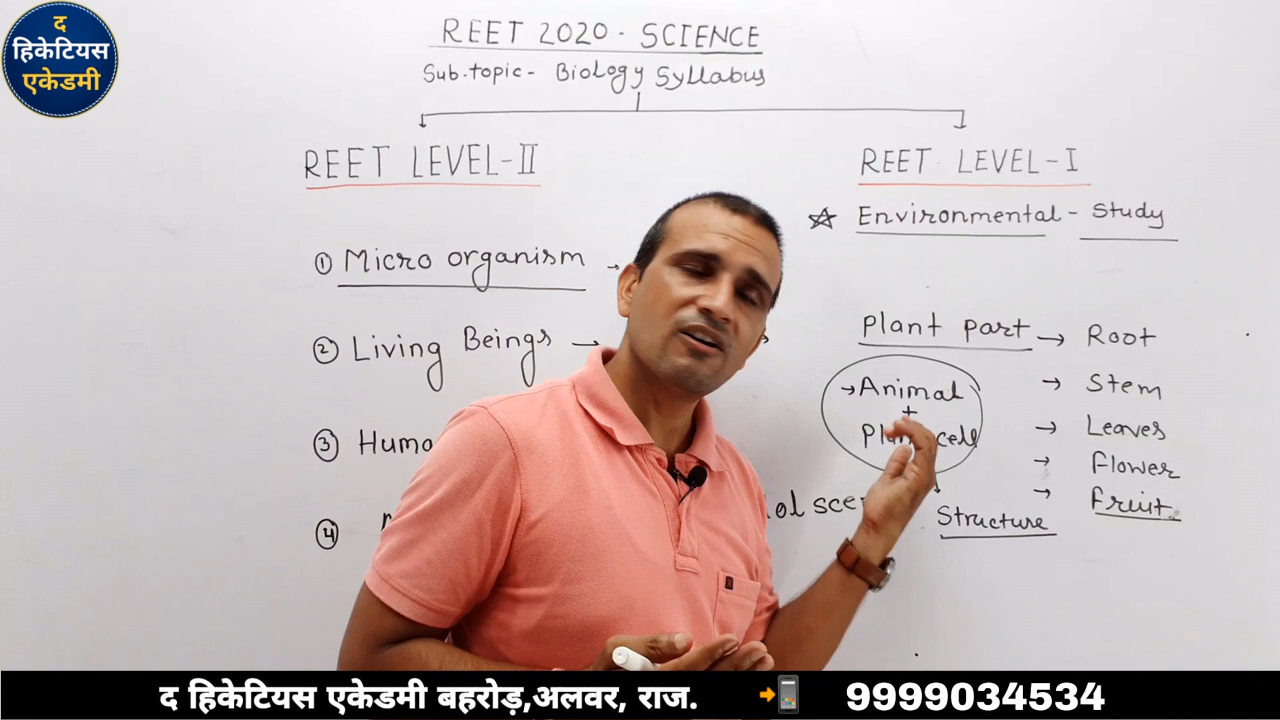 द
हिकेटियस
एकेडमी
REET 2020 - SCIENCE
Sub.topic - Biology Syllabus
REET LEVEL-II
① Micro organism →
② Living Beings →
③ Huma
④
REET LEVEL-I
☆ Environmental - Study
Plant part → Root
→ Stem
→ Leaves
→ flower
→ fruit
→ Animal
+
cell
Structure
द हिकेटियस एकेडमी बहरोड़,अलवर, राज.
9999034534